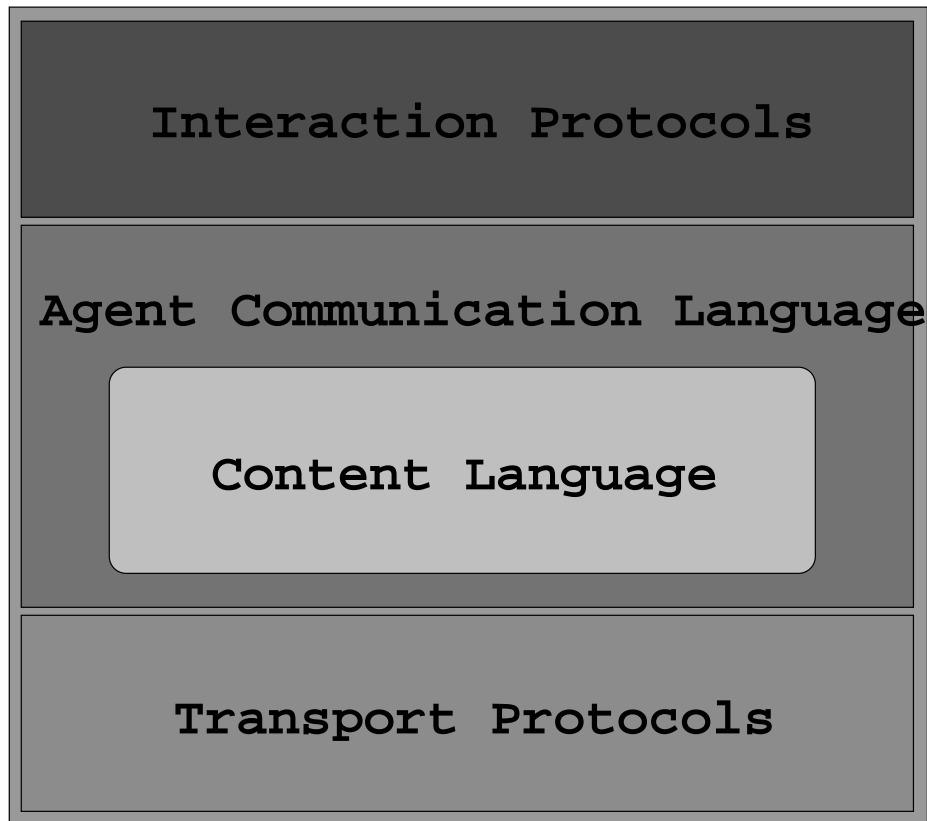 Interaction Protocols
Agent Communication Language
Content Language
Transport Protocols